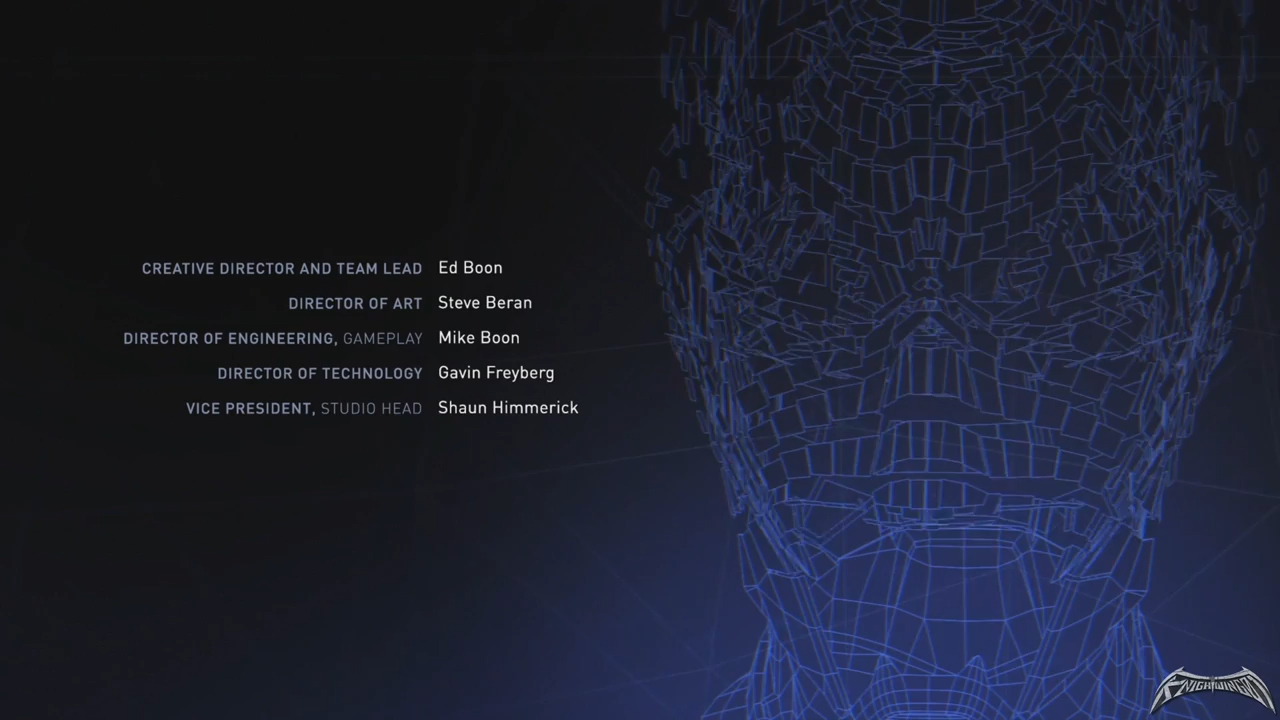 CREATIVE DIRECTOR AND TEAM LEAD Ed Boon
DIRECTOR OF ART Steve Beran
DIRECTOR OF ENGINEERING, GAMEPLAY Mike Boon
DIRECTOR OF TECHNOLOGY Gavin Freyberg
VICE PRESIDENT, STUDIO HEAD Shaun Himmerick